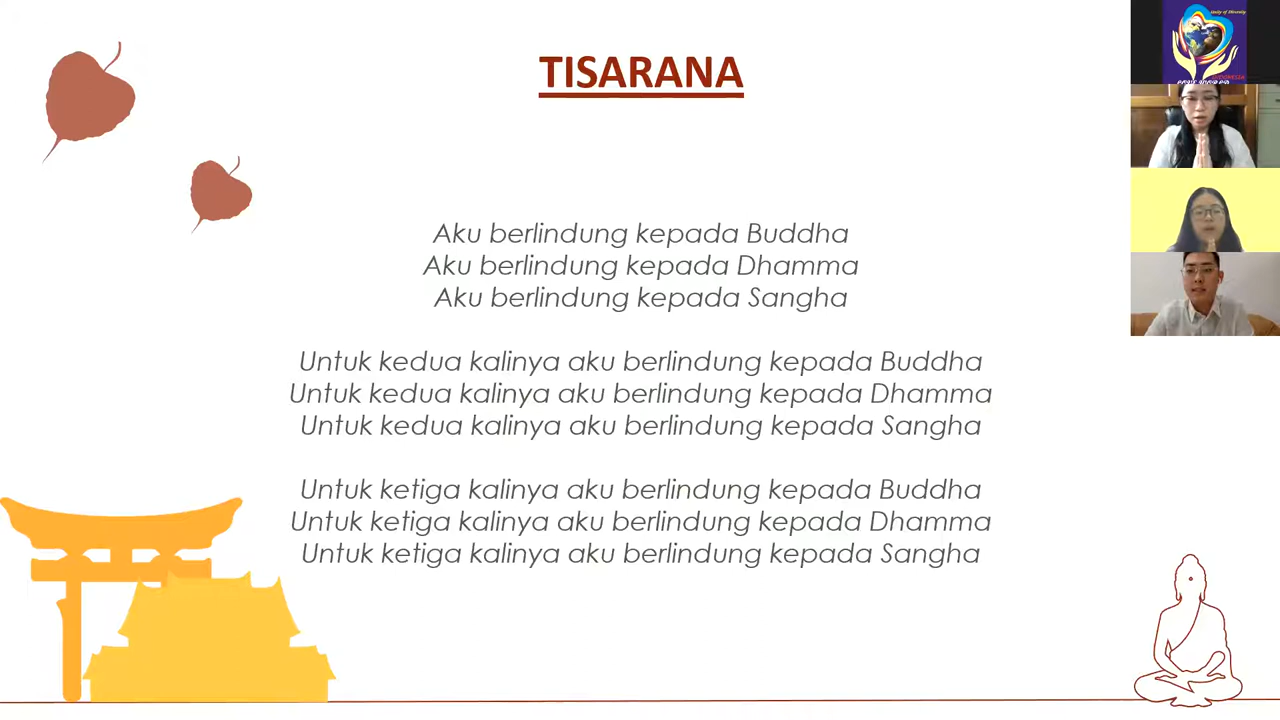 TISARANA
Aku berlindung kepada Buddha
Aku berlindung kepada Dhamma
Aku berlindung kepada Sangha
Untuk kedua kalinya aku berlindung kepada Buddha
Untuk kedua kalinya aku berlindung kepada Dhamma
Untuk kedua kalinya aku berlindung kepada Sangha
Untuk ketiga kalinya aku berlindung kepada Buddha
Untuk ketiga kalinya aku berlindung kepada Dhamma
Untuk ketiga kalinya aku berlindung kepada Sangha